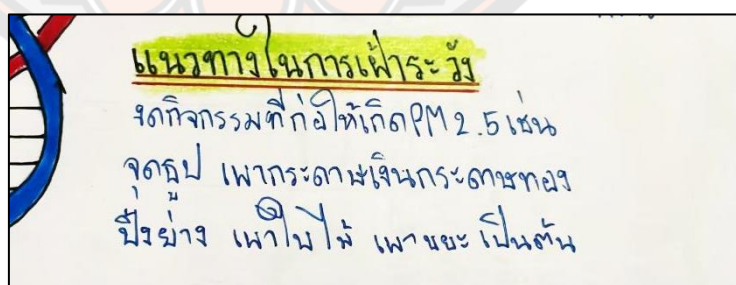 แนวทางในการเฝ้าระวัง
งดกิจกรรมที่ก่อให้เกิดPM 2.5 เช่น
จุดธูป เผากระดาษเงินกระดาษทอง
ปิ้งย่าง เผาใบไม้ เผาขยะ เป็นต้น